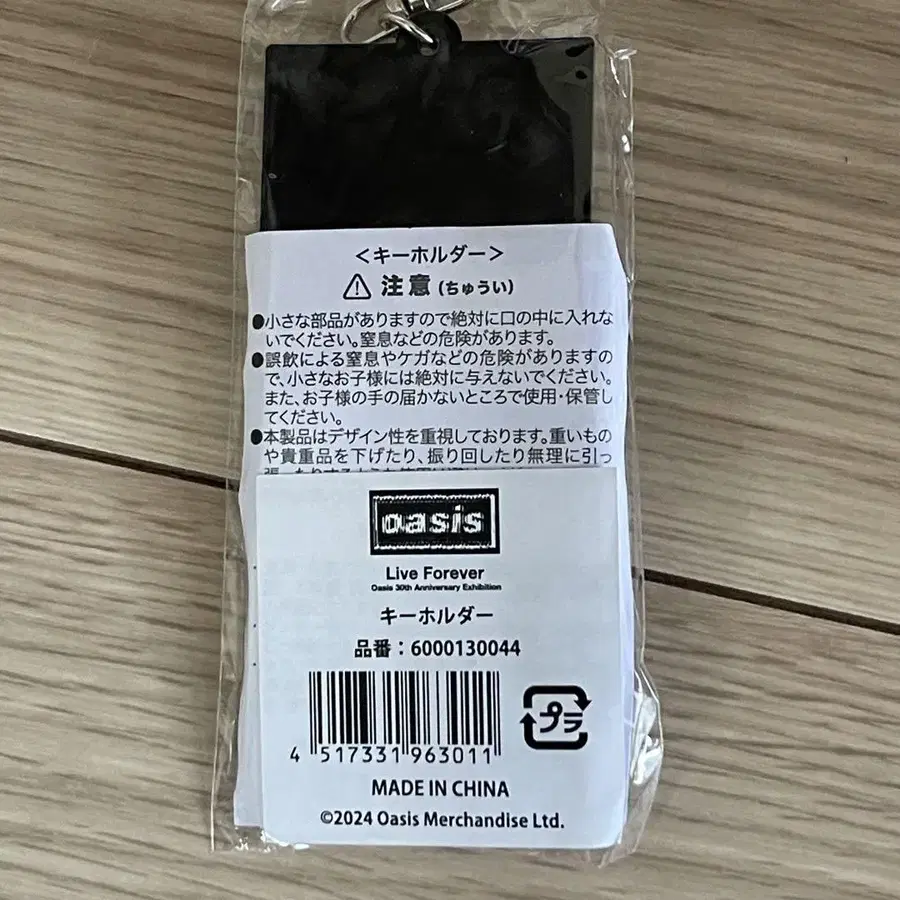 <キーホルダー>
⚠ 注意 (ちゅうい)
●小さな部品がありますので絶対に口の中に入れな
いでください。窒息などの危険があります。
●誤飲による窒息やケガなどの危険がありますの
で、小さなお子様には絶対に与えないでください。
また、お子様の手の届かないところで使用・保管し
てください。
●本製品はデザイン性を重視しております。重いもの
や貴重品を下げたり、振り回したり無理に引っ
oasis
Live Forever
Oasis 30th Anniversary Exhibition
キーホルダー
品番：6000130044
プラ
4 517331 963011
MADE IN CHINA
©2024 Oasis Merchandise Ltd.